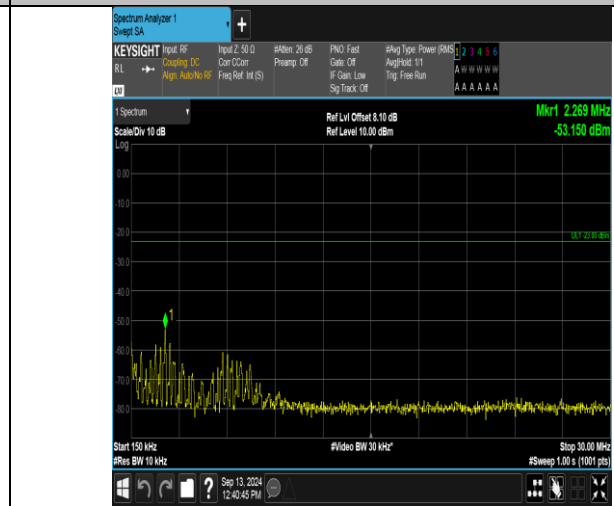 Spectrum Analyzer 1
Swept SA
+
KEYSIGHT
RL
LXI
Input: RF
Coupling: DC
Align: Auto/No RF
Input Z: 50 Ω
Corr CCorr
Freq Ref: Int (S)
#Atten: 26 dB
Preamp: Off
PNO: Fast
Gate: Off
IF Gain: Low
Sig Track: Off
#Avg Type: Power (RMS
Avg|Hold: 1/1
Trig: Free Run
1 2 3 4 5 6
A W W W W W
A A A A A A
1 Spectrum
Scale/Div 10 dB
Log
Ref Lvl Offset 8.10 dB
Ref Level 10.00 dBm
Mkr1 2.269 MHz
-53.150 dBm
0.00
-10.0
-20.0
-30.0
-40.0
-50.0
-60.0
-70.0
-80.0
1
Start 150 kHz
#Res BW 10 kHz
#Video BW 30 kHz*
Stop 30.00 MHz
#Sweep 1.00 s (1001 pts)
?
Sep 13, 2024
12:40:45 PM